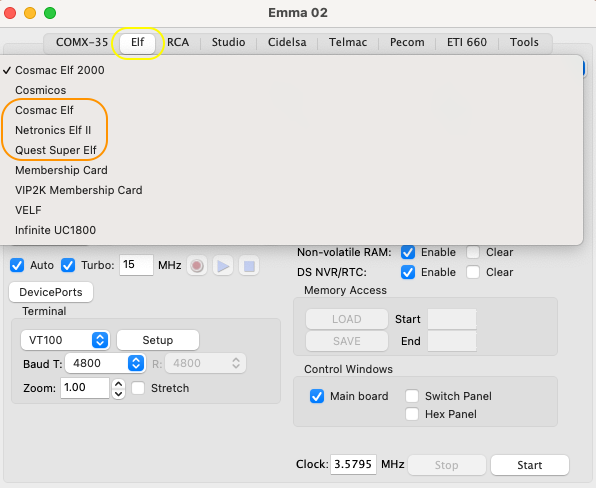 Emma 02
COMX-35 Elf RCA Studio Cidelsa Telmac Pecom ETI 660 Tools
✓ Cosmac Elf 2000
Cosmicos
Cosmac Elf
Netronics Elf II
Quest Super Elf
Membership Card
VIP2K Membership Card
VELF
Infinite UC1800
Auto Turbo: 15 MHz
DevicePorts
Terminal
VT100 Setup
Baud T: 4800 R: 4800
Zoom: 1.00 Stretch
Non-volatile RAM: Enable Clear
DS NVR/RTC: Enable Clear
Memory Access
LOAD Start
SAVE End
Control Windows
Main board Switch Panel
Hex Panel
Clock: 3.5795 MHz Stop Start